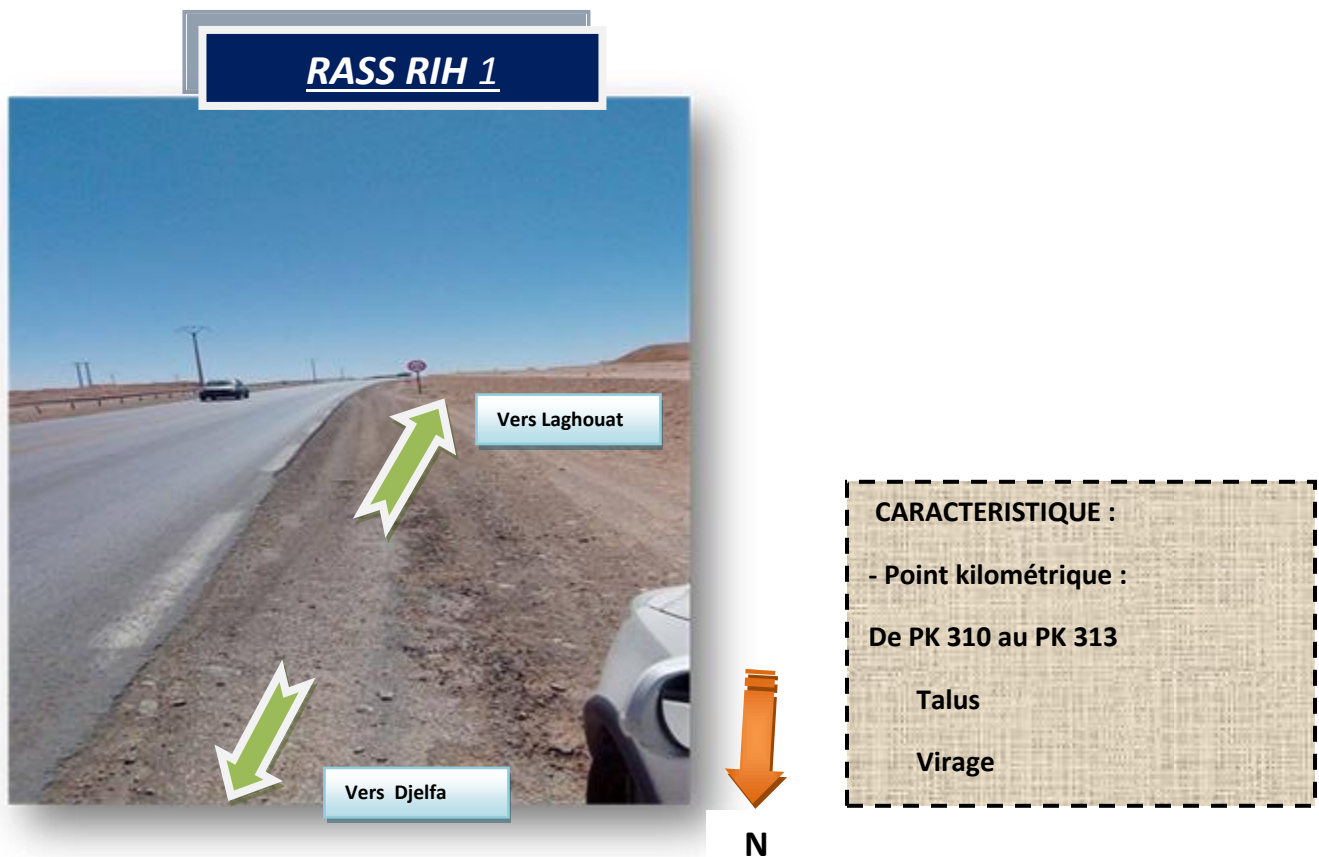 RASS RIH 1
Vers Laghouat
Vers Djelfa
N
CARACTERISTIQUE :
- Point kilométrique :
De PK 310 au PK 313
Talus
Virage